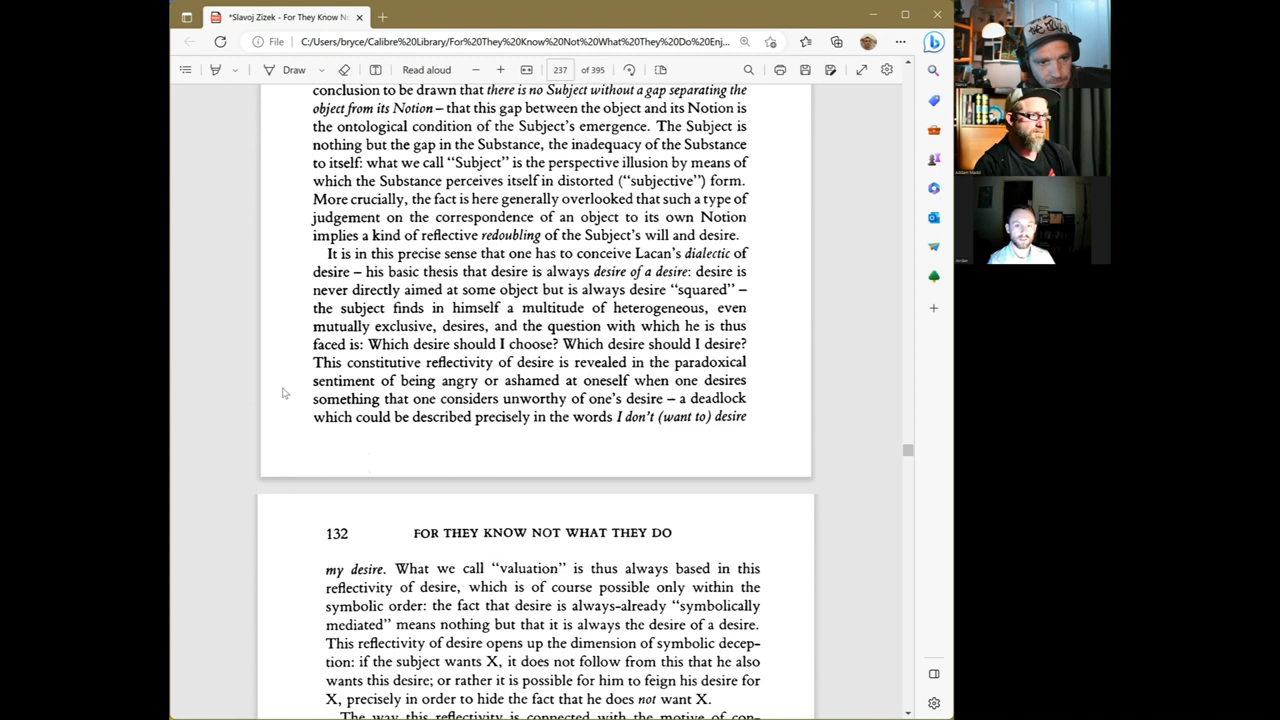 *Slavoj Zizek - For They Know No
File
C:/Users/bryce/Calibre%20Library/For%20They%20Know%20Not%20What%20They%20Do%20Enj...
Draw
Read aloud
237 of 395
conclusion to be drawn that there is no Subject without a gap separating the
object from its Notion – that this gap between the object and its Notion is
the ontological condition of the Subject's emergence. The Subject is
nothing but the gap in the Substance, the inadequacy of the Substance
to itself: what we call "Subject" is the perspective illusion by means of
which the Substance perceives itself in distorted ("subjective") form.
More crucially, the fact is here generally overlooked that such a type of
judgement on the correspondence of an object to its own Notion
implies a kind of reflective redoubling of the Subject's will and desire.
It is in this precise sense that one has to conceive Lacan's dialectic of
desire – his basic thesis that desire is always desire of a desire: desire is
never directly aimed at some object but is always desire "squared" –
the subject finds in himself a multitude of heterogeneous, even
mutually exclusive, desires, and the question with which he is thus
faced is: Which desire should I choose? Which desire should I desire?
This constitutive reflectivity of desire is revealed in the paradoxical
sentiment of being angry or ashamed at oneself when one desires
something that one considers unworthy of one's desire – a deadlock
which could be described precisely in the words I don't (want to) desire
132 FOR THEY KNOW NOT WHAT THEY DO
my desire. What we call "valuation" is thus always based in this
reflectivity of desire, which is of course possible only within the
symbolic order: the fact that desire is always-already "symbolically
mediated" means nothing but that it is always the desire of a desire.
This reflectivity of desire opens up the dimension of symbolic decep-
tion: if the subject wants X, it does not follow from this that he also
wants this desire; or rather it is possible for him to feign his desire for
X, precisely in order to hide the fact that he does not want X.
The way this reflectivity is connected with the motive of con-